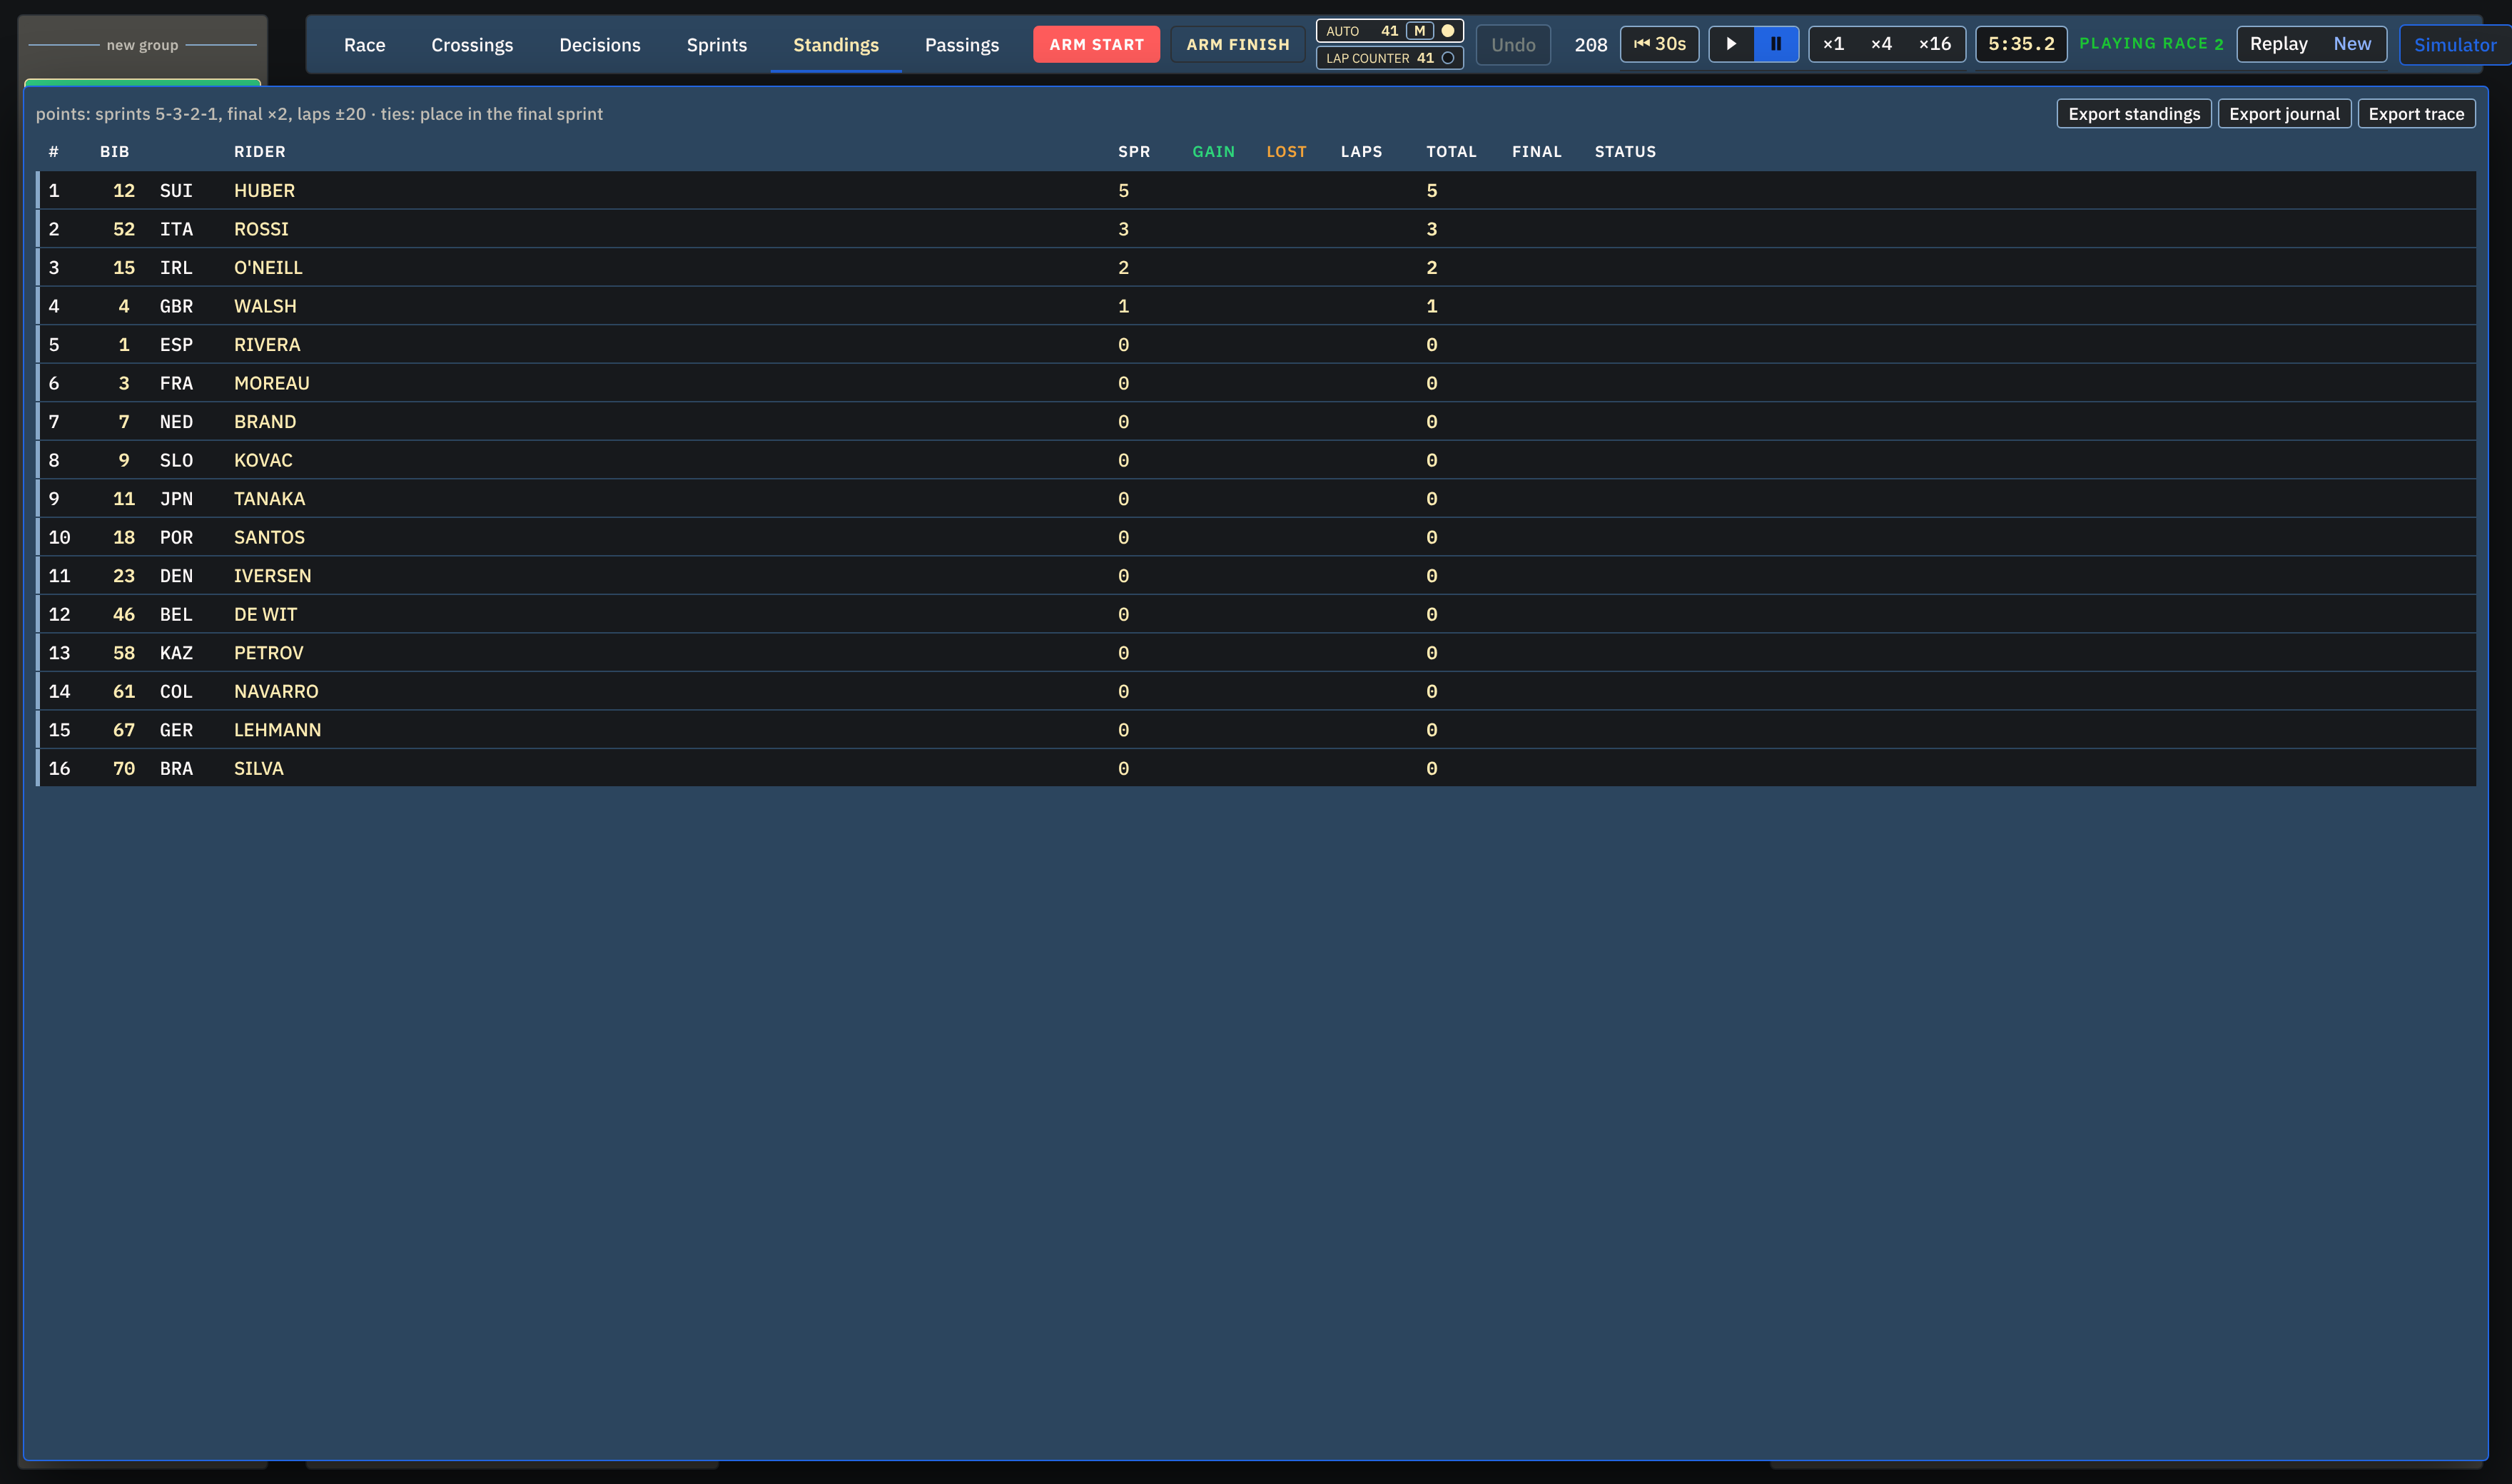 new group
Race Crossings Decisions Sprints Standings Passings ARM START ARM FINISH AUTO 41 M Undo 208 ⏮ 30s ×1 ×4 ×16 5:35.2 PLAYING RACE 2 Replay New Simulator
LAP COUNTER 41
points: sprints 5-3-2-1, final ×2, laps ±20 · ties: place in the final sprint Export standings Export journal Export trace
# BIB RIDER SPR GAIN LOST LAPS TOTAL FINAL STATUS
1 12 SUI HUBER 5 5
2 52 ITA ROSSI 3 3
3 15 IRL O'NEILL 2 2
4 4 GBR WALSH 1 1
5 1 ESP RIVERA 0 0
6 3 FRA MOREAU 0 0
7 7 NED BRAND 0 0
8 9 SLO KOVAC 0 0
9 11 JPN TANAKA 0 0
10 18 POR SANTOS 0 0
11 23 DEN IVERSEN 0 0
12 46 BEL DE WIT 0 0
13 58 KAZ PETROV 0 0
14 61 COL NAVARRO 0 0
15 67 GER LEHMANN 0 0
16 70 BRA SILVA 0 0